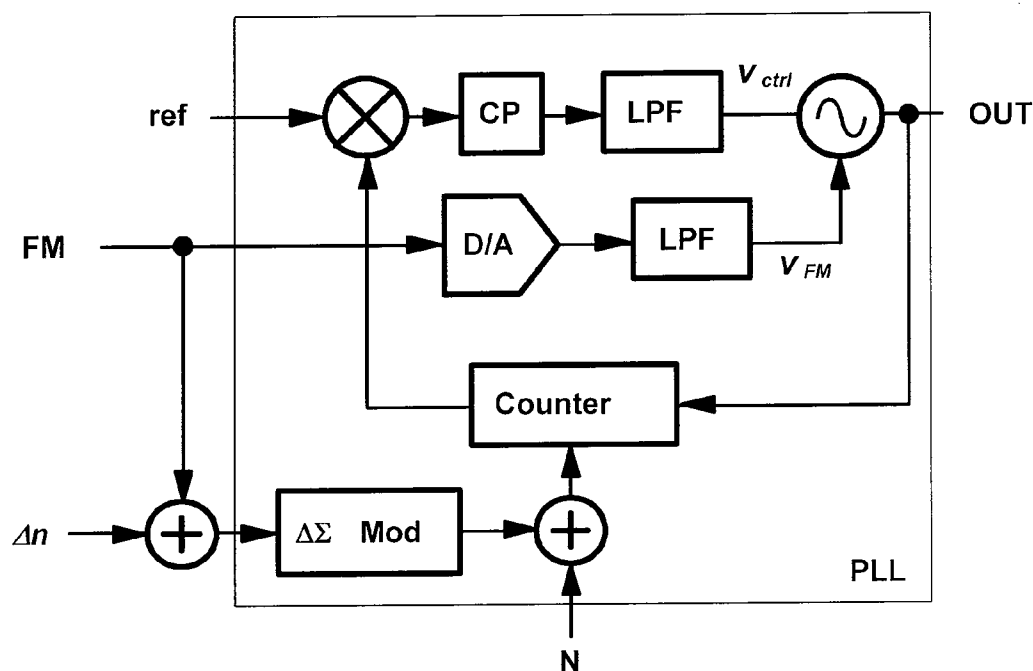 ref
CP
LPF
V ctrl
OUT
FM
D/A
LPF
V FM
Counter
Δn
ΔΣ Mod
PLL
N